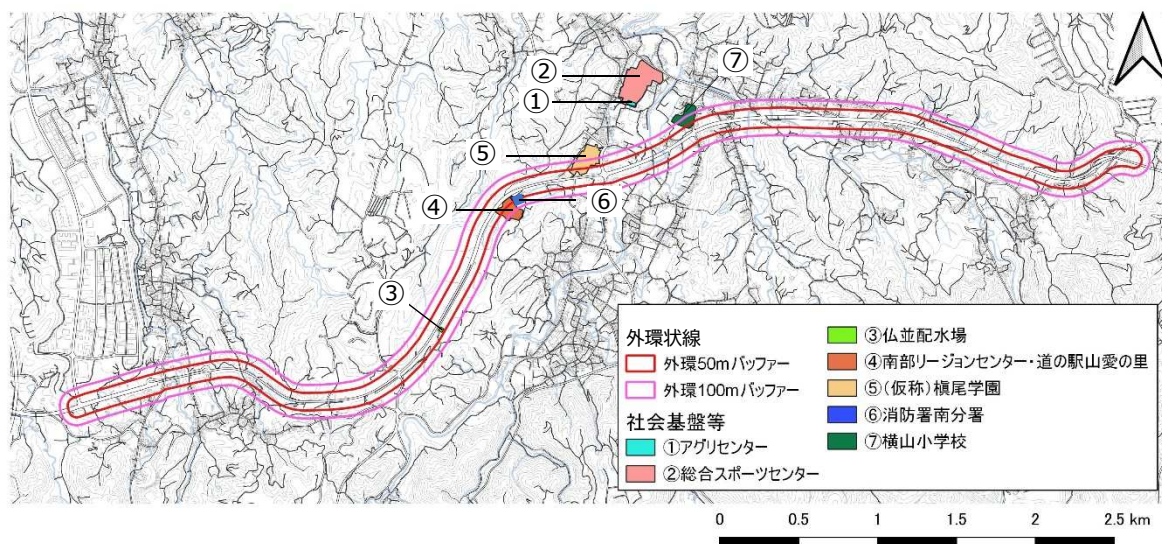 ②
⑦
①
⑤
④
⑥
③
外環状線
外環50mバッファー
外環100mバッファー
社会基盤等
①アグリセンター
②総合スポーツセンター
③仏並配水場
④南部リージョンセンター・道の駅山愛の里
⑤(仮称)槇尾学園
⑥消防署南分署
⑦横山小学校
0 0.5 1 1.5 2 2.5 km